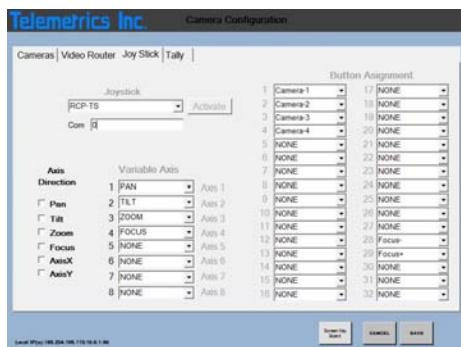 Telemetrics Inc.
Camera Configuration
Cameras Video Router Joy Stick Tally
Joystick
RCP-TS Activate
Com 0
Axis Direction
Pan
Tilt
Zoom
Focus
AxisX
AxisY
Variable Axis
1 PAN Axis 1
2 TILT Axis 2
3 ZOOM Axis 3
4 FOCUS Axis 4
5 NONE Axis 5
6 NONE Axis 6
7 NONE Axis 7
8 NONE Axis 8
Button Asignment
1 Camera-1 17 NONE
2 Camera-2 18 NONE
3 Camera-3 19 NONE
4 Camera-4 20 NONE
5 NONE 21 NONE
6 NONE 22 NONE
7 NONE 23 NONE
8 NONE 24 NONE
9 NONE 25 NONE
10 NONE 26 NONE
11 NONE 27 NONE
12 NONE 28 Focus-
13 NONE 29 Focus+
14 NONE 30 NONE
15 NONE 31 NONE
16 NONE 32 NONE
CANCEL SAVE